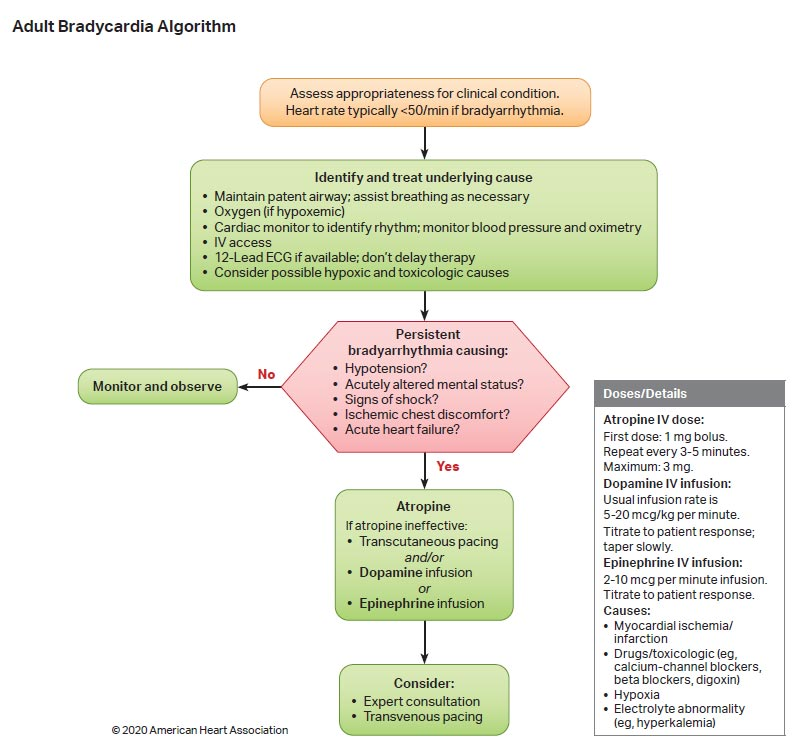 Adult Bradycardia Algorithm
Assess appropriateness for clinical condition.
Heart rate typically <50/min if bradyarrhythmia.
Identify and treat underlying cause
• Maintain patent airway; assist breathing as necessary
• Oxygen (if hypoxemic)
• Cardiac monitor to identify rhythm; monitor blood pressure and oximetry
• IV access
• 12-Lead ECG if available; don't delay therapy
• Consider possible hypoxic and toxicologic causes
Persistent
bradyarrhythmia causing:
• Hypotension?
• Acutely altered mental status?
• Signs of shock?
• Ischemic chest discomfort?
• Acute heart failure?
No
Monitor and observe
Yes
Atropine
If atropine ineffective:
• Transcutaneous pacing
and/or
• Dopamine infusion
or
• Epinephrine infusion
Consider:
• Expert consultation
• Transvenous pacing
Doses/Details
Atropine IV dose:
First dose: 1 mg bolus.
Repeat every 3-5 minutes.
Maximum: 3 mg.
Dopamine IV infusion:
Usual infusion rate is
5-20 mcg/kg per minute.
Titrate to patient response;
taper slowly.
Epinephrine IV infusion:
2-10 mcg per minute infusion.
Titrate to patient response.
Causes:
• Myocardial ischemia/
infarction
• Drugs/toxicologic (eg,
calcium-channel blockers,
beta blockers, digoxin)
• Hypoxia
• Electrolyte abnormality
(eg, hyperkalemia)
© 2020 American Heart Association